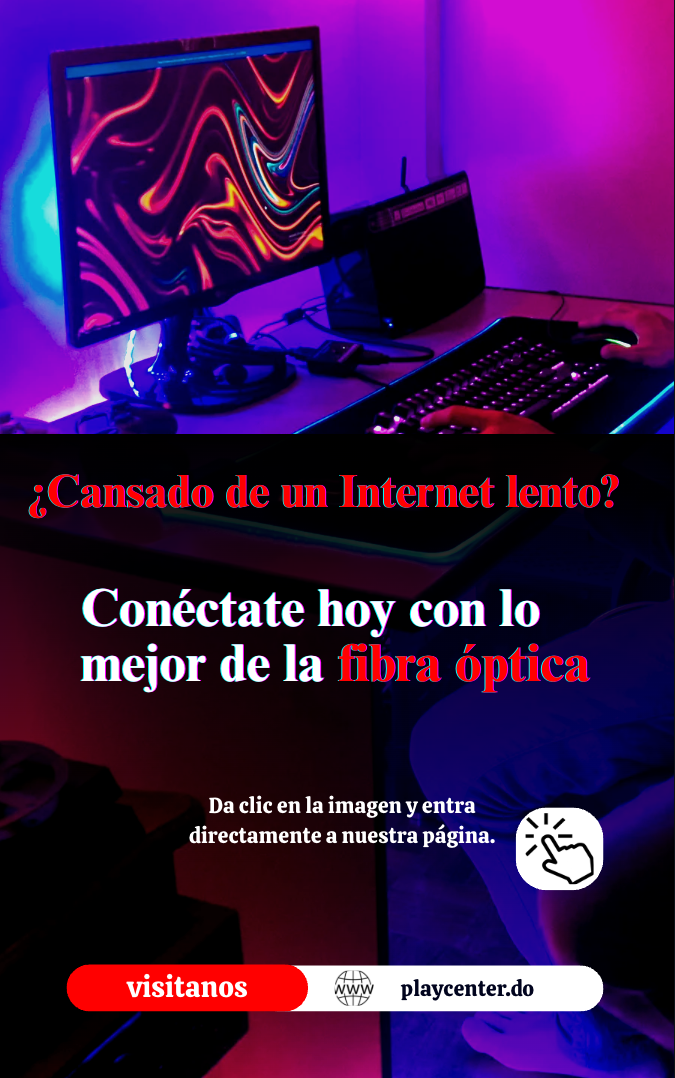 ¿Cansado de un Internet lento?
Conéctate hoy con lo
mejor de la fibra óptica
Da clic en la imagen y entra
directamente a nuestra página.
visitanos
www
playcenter.do